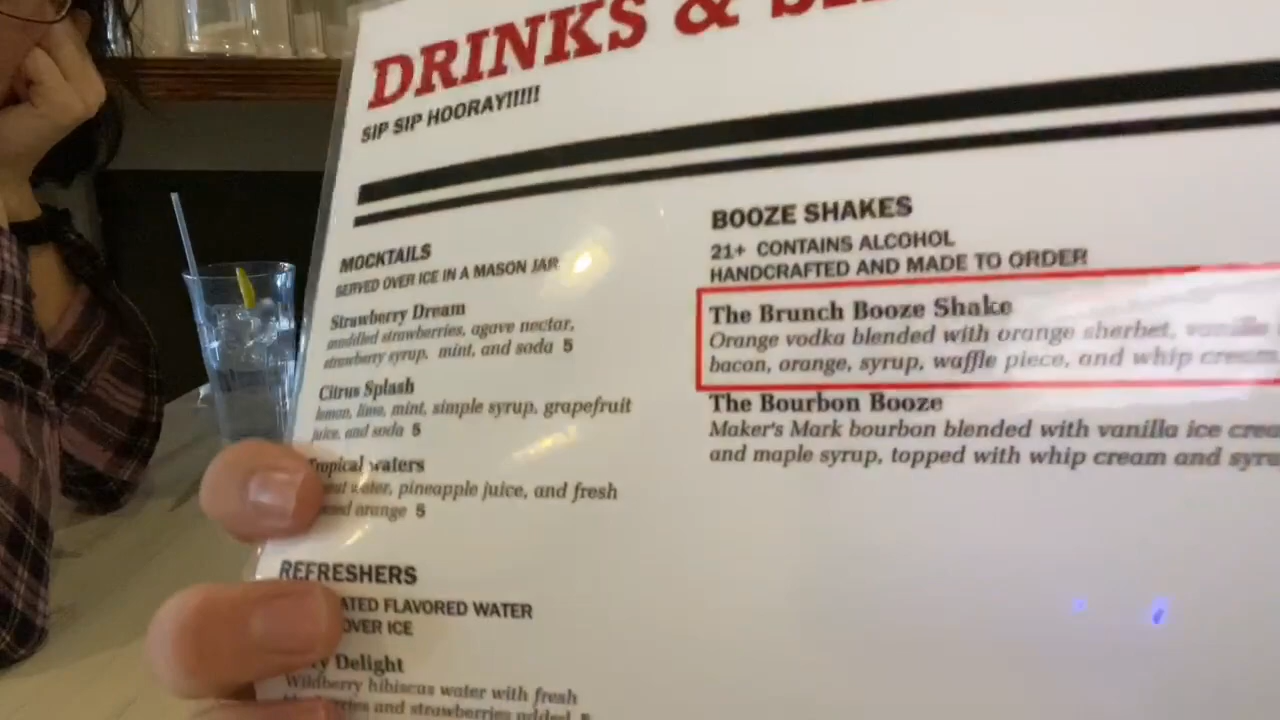 DRINKS &
SIP SIP HOORAY!!!!!
MOCKTAILS
SERVED OVER ICE IN A MASON JAR
Strawberry Dream
muddled strawberries, agave nectar,
strawberry syrup, mint, and soda 5
Citrus Splash
lemon, lime, mint, simple syrup, grapefruit
juice, and soda 5
Tropical waters
water, pineapple juice, and fresh
orange 5
REFRESHERS
FLAVORED WATER
OVER ICE
Delight
Wildberry hibiscus water with fresh
and strawberries added 5
BOOZE SHAKES
21+ CONTAINS ALCOHOL
HANDCRAFTED AND MADE TO ORDER
The Brunch Booze Shake
Orange vodka blended with orange sherbet, vanilla
bacon, orange, syrup, waffle piece, and whip cream
The Bourbon Booze
Maker's Mark bourbon blended with vanilla ice
and maple syrup, topped with whip cream and